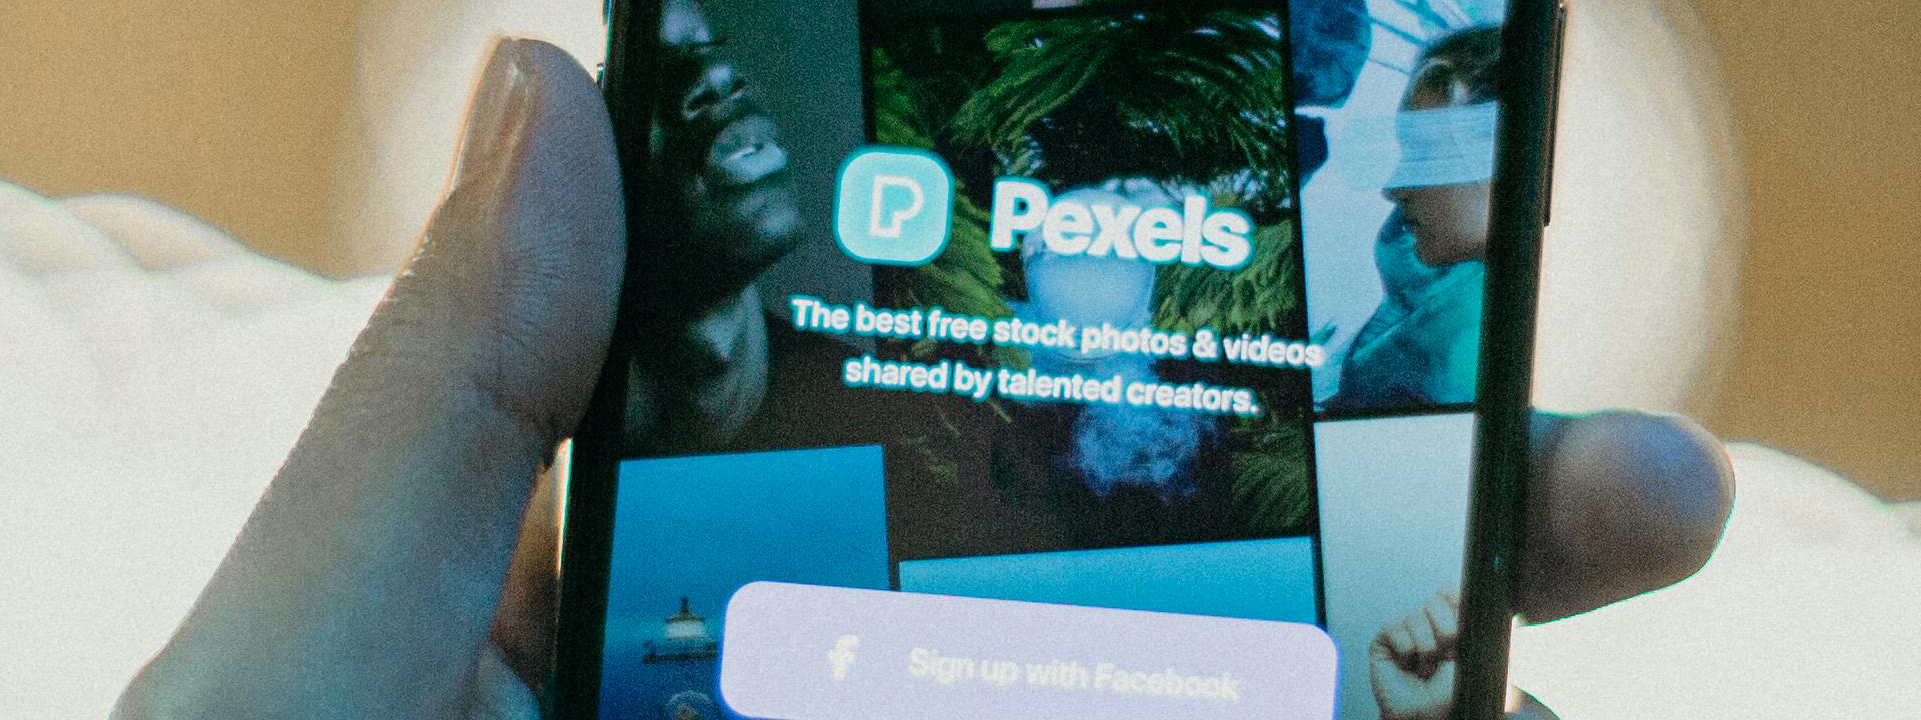 Pexels
The best free stock photos & videos
shared by talented creators.
Sign up with Facebook